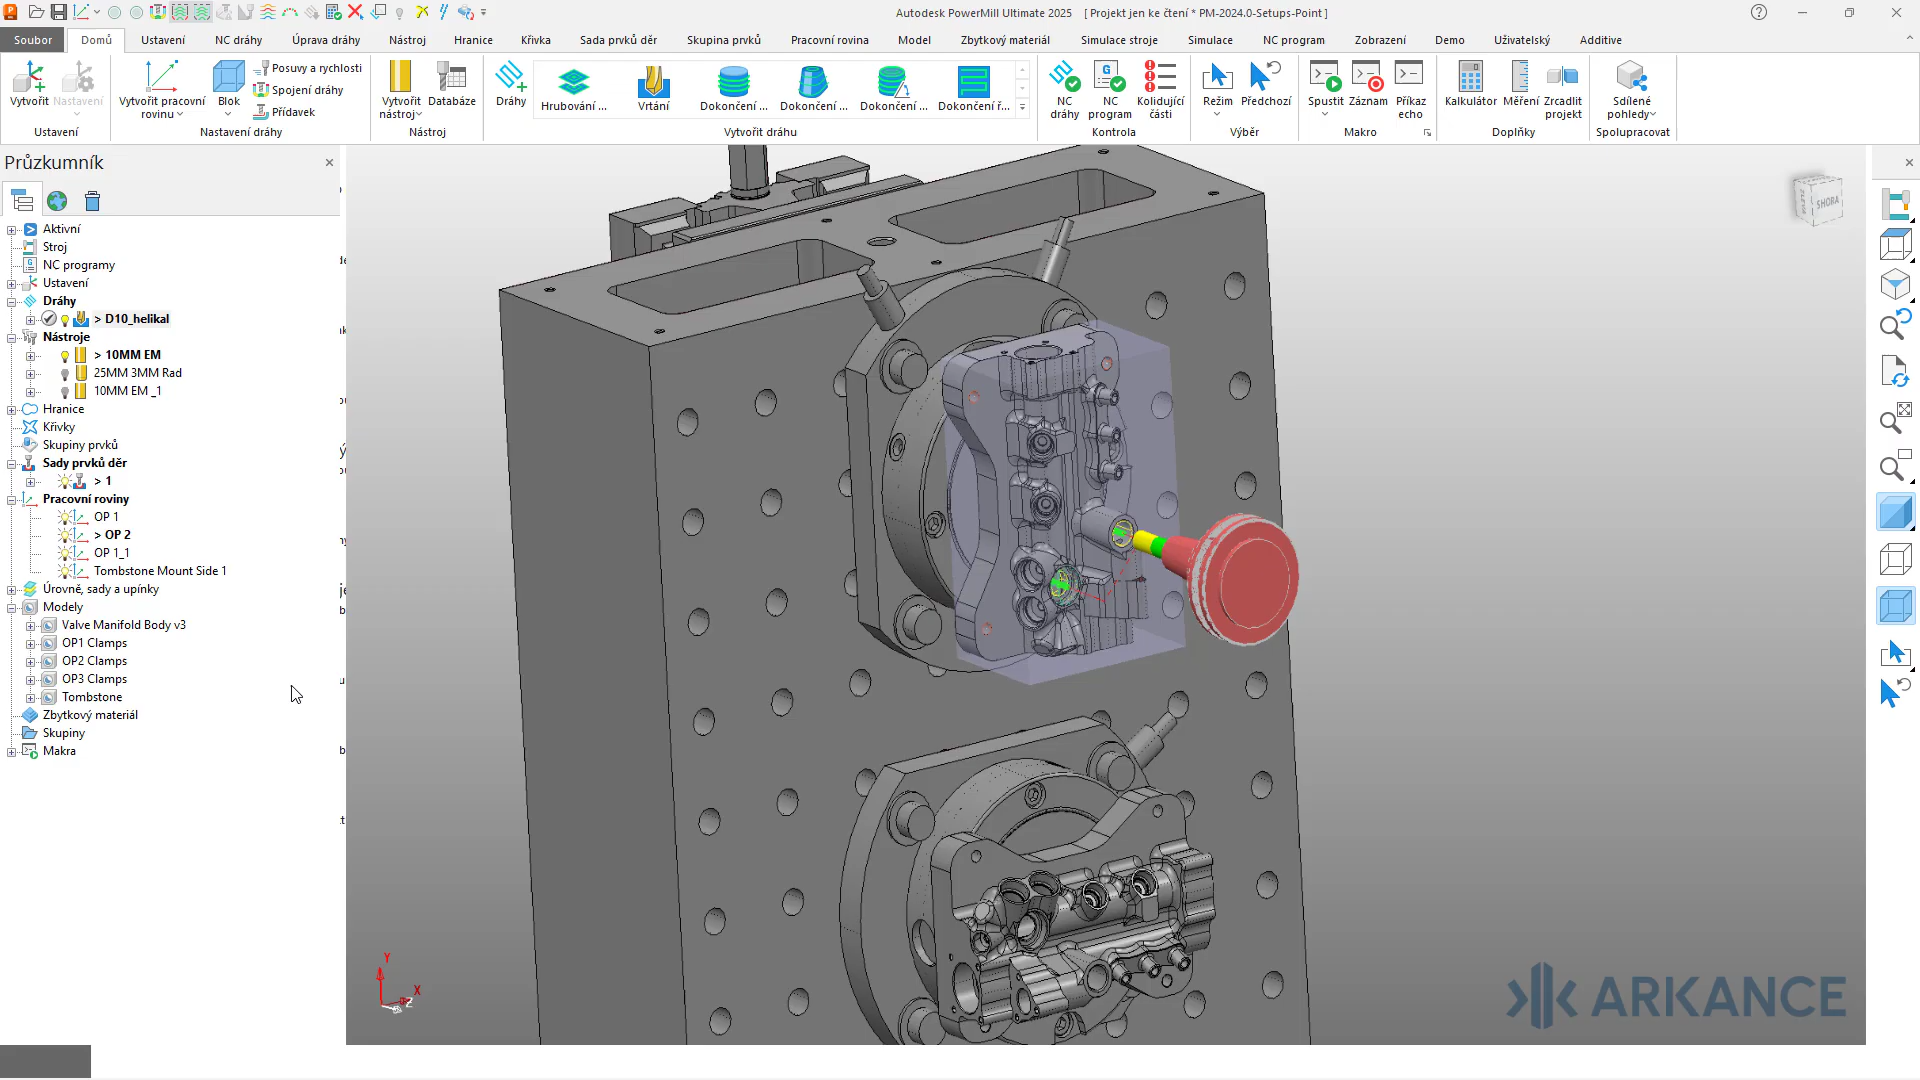 Autodesk PowerMill Ultimate 2025 [ Projekt jen ke čtení * PM-2024.0-Setups-Point ]
Soubor Domů Ustavení NC dráhy Úprava dráhy Nástroj Hranice Křivka Sada prvků děr Skupina prvků Pracovní rovina Model Zbytkový materiál Simulace stroje Simulace NC program Zobrazení Demo Uživatelský Additive
Vytvořit
Nastavení
Ustavení
Vytvořit pracovní
rovinu
Blok
Posuvy a rychlosti
Spojení dráhy
Přídavek
Nastavení dráhy
Vytvořit
nástroj
Databáze
Nástroj
Dráhy
Hrubování ...
Vrtání
Dokončení ...
Dokončení ...
Dokončení ...
Dokončení ř...
Vytvořit dráhu
NC
dráhy
NC
program
Kolidující
části
Kontrola
Režim
Předchozí
Výběr
Spustit
Záznam
Příkaz
echo
Makro
Kalkulátor
Měření
Zrcadlit
projekt
Doplňky
Sdílené
pohledy
Spolupracovat
Průzkumník
Aktivní
Stroj
NC programy
Ustavení
Dráhy
> D10_helikal
Nástroje
> 10MM EM
25MM 3MM Rad
10MM EM _1
Hranice
Křivky
Skupiny prvků
Sady prvků děr
> 1
Pracovní roviny
OP 1
> OP 2
OP 1_1
Tombstone Mount Side 1
Úrovně, sady a upínky
Modely
Valve Manifold Body v3
OP1 Clamps
OP2 Clamps
OP3 Clamps
Tombstone
Zbytkový materiál
Skupiny
Makra
SHORA
Y
X
Z
ARKANCE